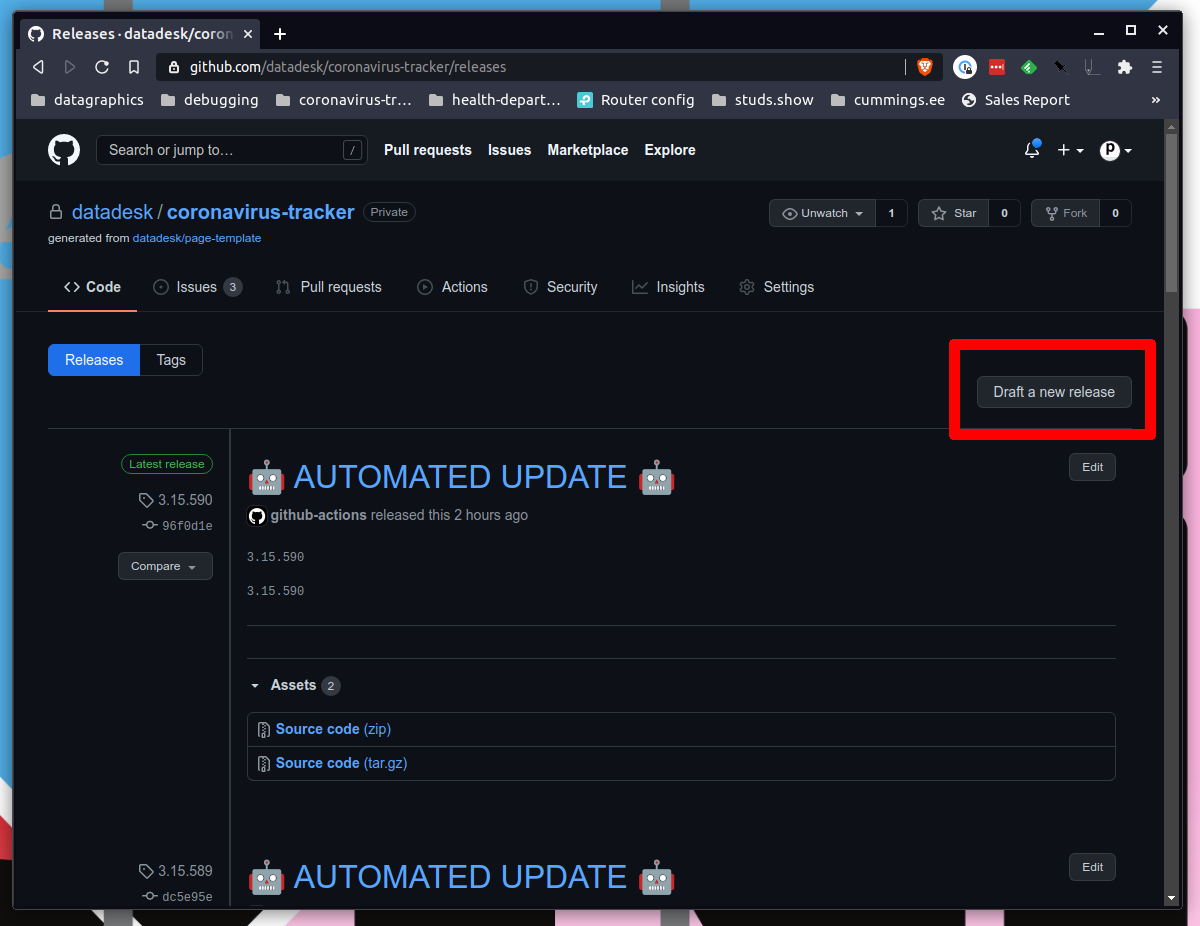 Releases · datadesk/coron
github.com/datadesk/coronavirus-tracker/releases
datagraphics debugging coronavirus-tr... health-depart... Router config studs.show cummings.ee Sales Report »
Search or jump to... / Pull requests Issues Marketplace Explore
datadesk / coronavirus-tracker Private Unwatch 1 Star 0 Fork 0
generated from datadesk/page-template
Code Issues 3 Pull requests Actions Security Insights Settings
Releases Tags
Draft a new release
Latest release
🤖 AUTOMATED UPDATE 🤖 Edit
3.15.590
github-actions released this 2 hours ago
96f0d1e
3.15.590
Compare
3.15.590
Assets 2
Source code (zip)
Source code (tar.gz)
3.15.589
🤖 AUTOMATED UPDATE 🤖 Edit
dc5e95e